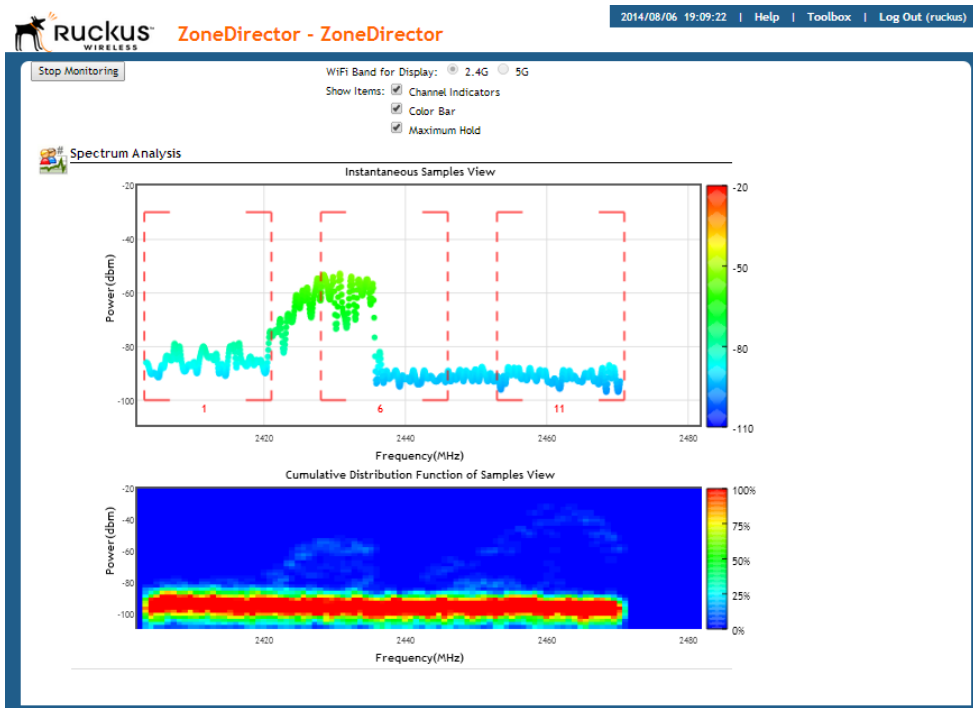 2014/08/06 19:09:22 | Help | Toolbox | Log Out (ruckus)
RUCKUS
WIRELESS
ZoneDirector - ZoneDirector
Stop Monitoring
WiFi Band for Display: 2.4G 5G
Show Items: Channel Indicators
Color Bar
Maximum Hold
Spectrum Analysis
Instantaneous Samples View
-20
-40
-60
-80
-100
Power(dbm)
1
6
11
2420
2440
2460
2480
Frequency(MHz)
-20
-50
-80
-110
Cumulative Distribution Function of Samples View
-20
-40
-60
-80
-100
Power(dbm)
2420
2440
2460
2480
Frequency(MHz)
100%
75%
50%
25%
0%